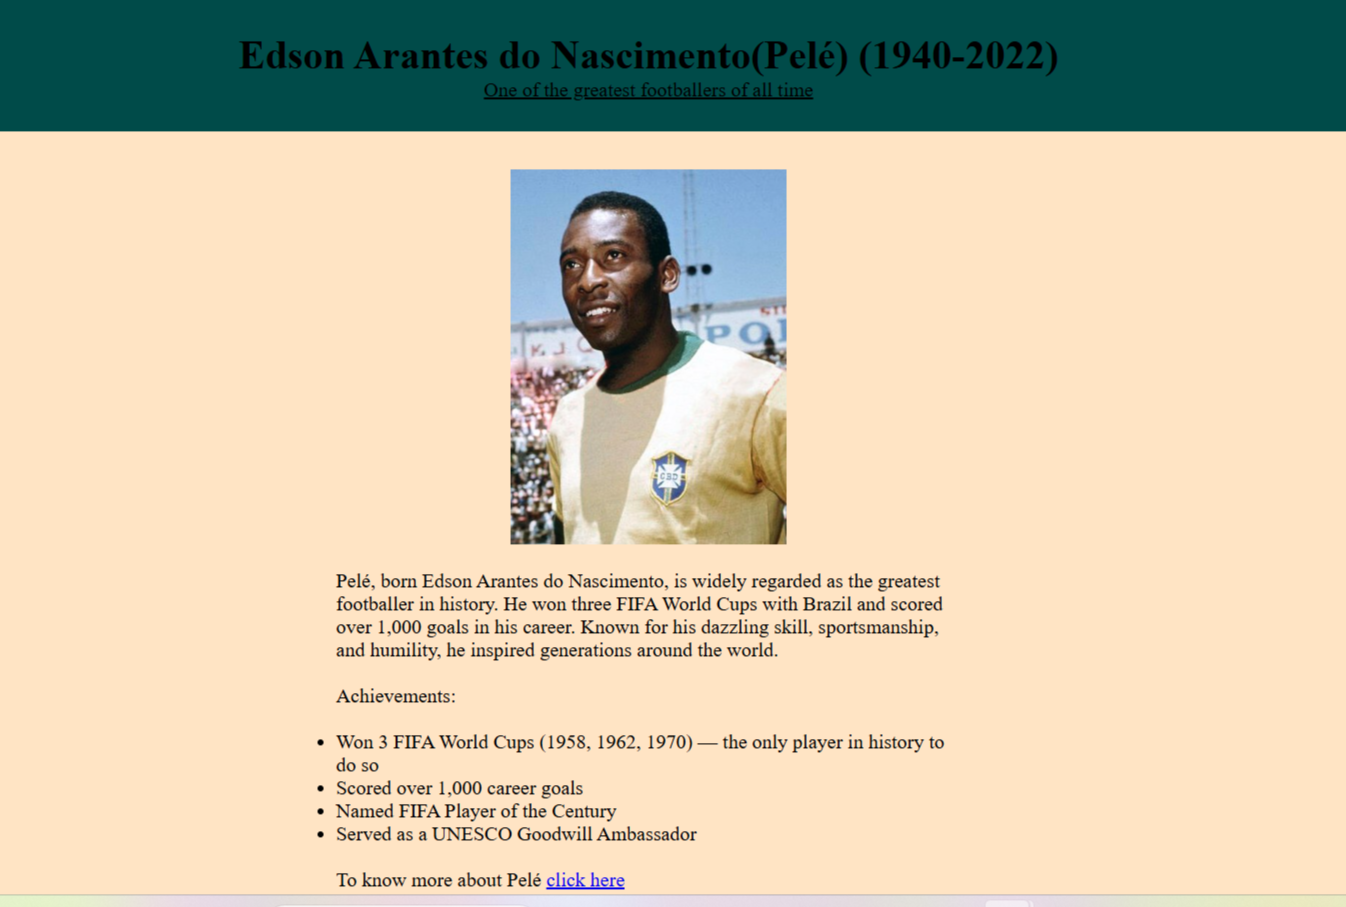 Edson Arantes do Nascimento(Pelé) (1940-2022)
One of the greatest footballers of all time
CBD
Pelé, born Edson Arantes do Nascimento, is widely regarded as the greatest
footballer in history. He won three FIFA World Cups with Brazil and scored
over 1,000 goals in his career. Known for his dazzling skill, sportsmanship,
and humility, he inspired generations around the world.
Achievements:
• Won 3 FIFA World Cups (1958, 1962, 1970) — the only player in history to
do so
• Scored over 1,000 career goals
• Named FIFA Player of the Century
• Served as a UNESCO Goodwill Ambassador
To know more about Pelé click here